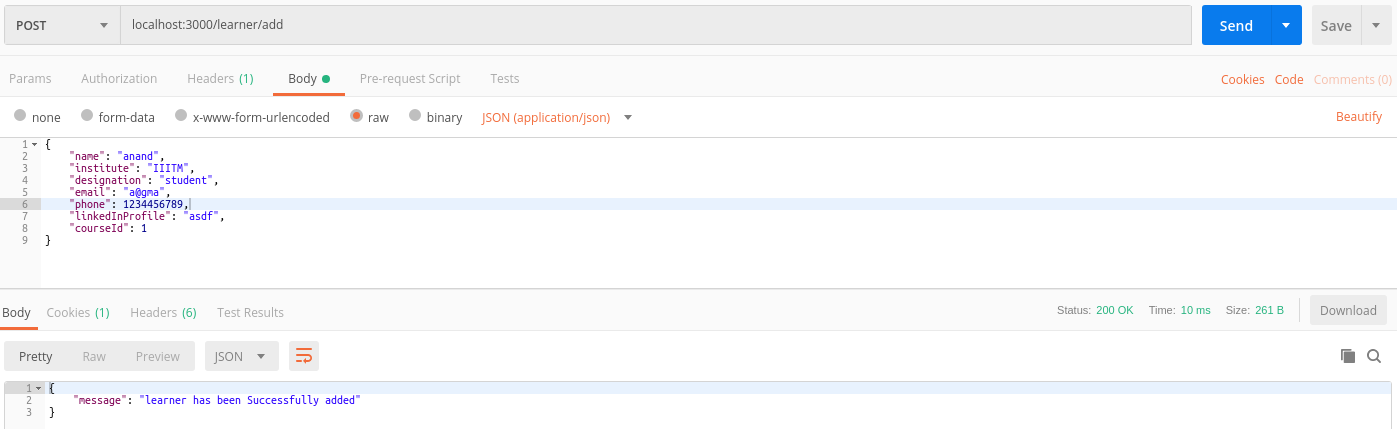 POST localhost:3000/learner/add Send Save
Params Authorization Headers (1) Body Pre-request Script Tests Cookies Code Comments (0)
none form-data x-www-form-urlencoded raw binary JSON (application/json) Beautify
1 {
2 "name": "anand",
3 "institute": "IIITM",
4 "designation": "student",
5 "email": "a@gma",
6 "phone": 1234456789,
7 "linkedInProfile": "asdf",
8 "courseId": 1
9 }
Body Cookies (1) Headers (6) Test Results Status: 200 OK Time: 10 ms Size: 261 B Download
Pretty Raw Preview JSON
1 {
2 "message": "learner has been Successfully added"
3 }